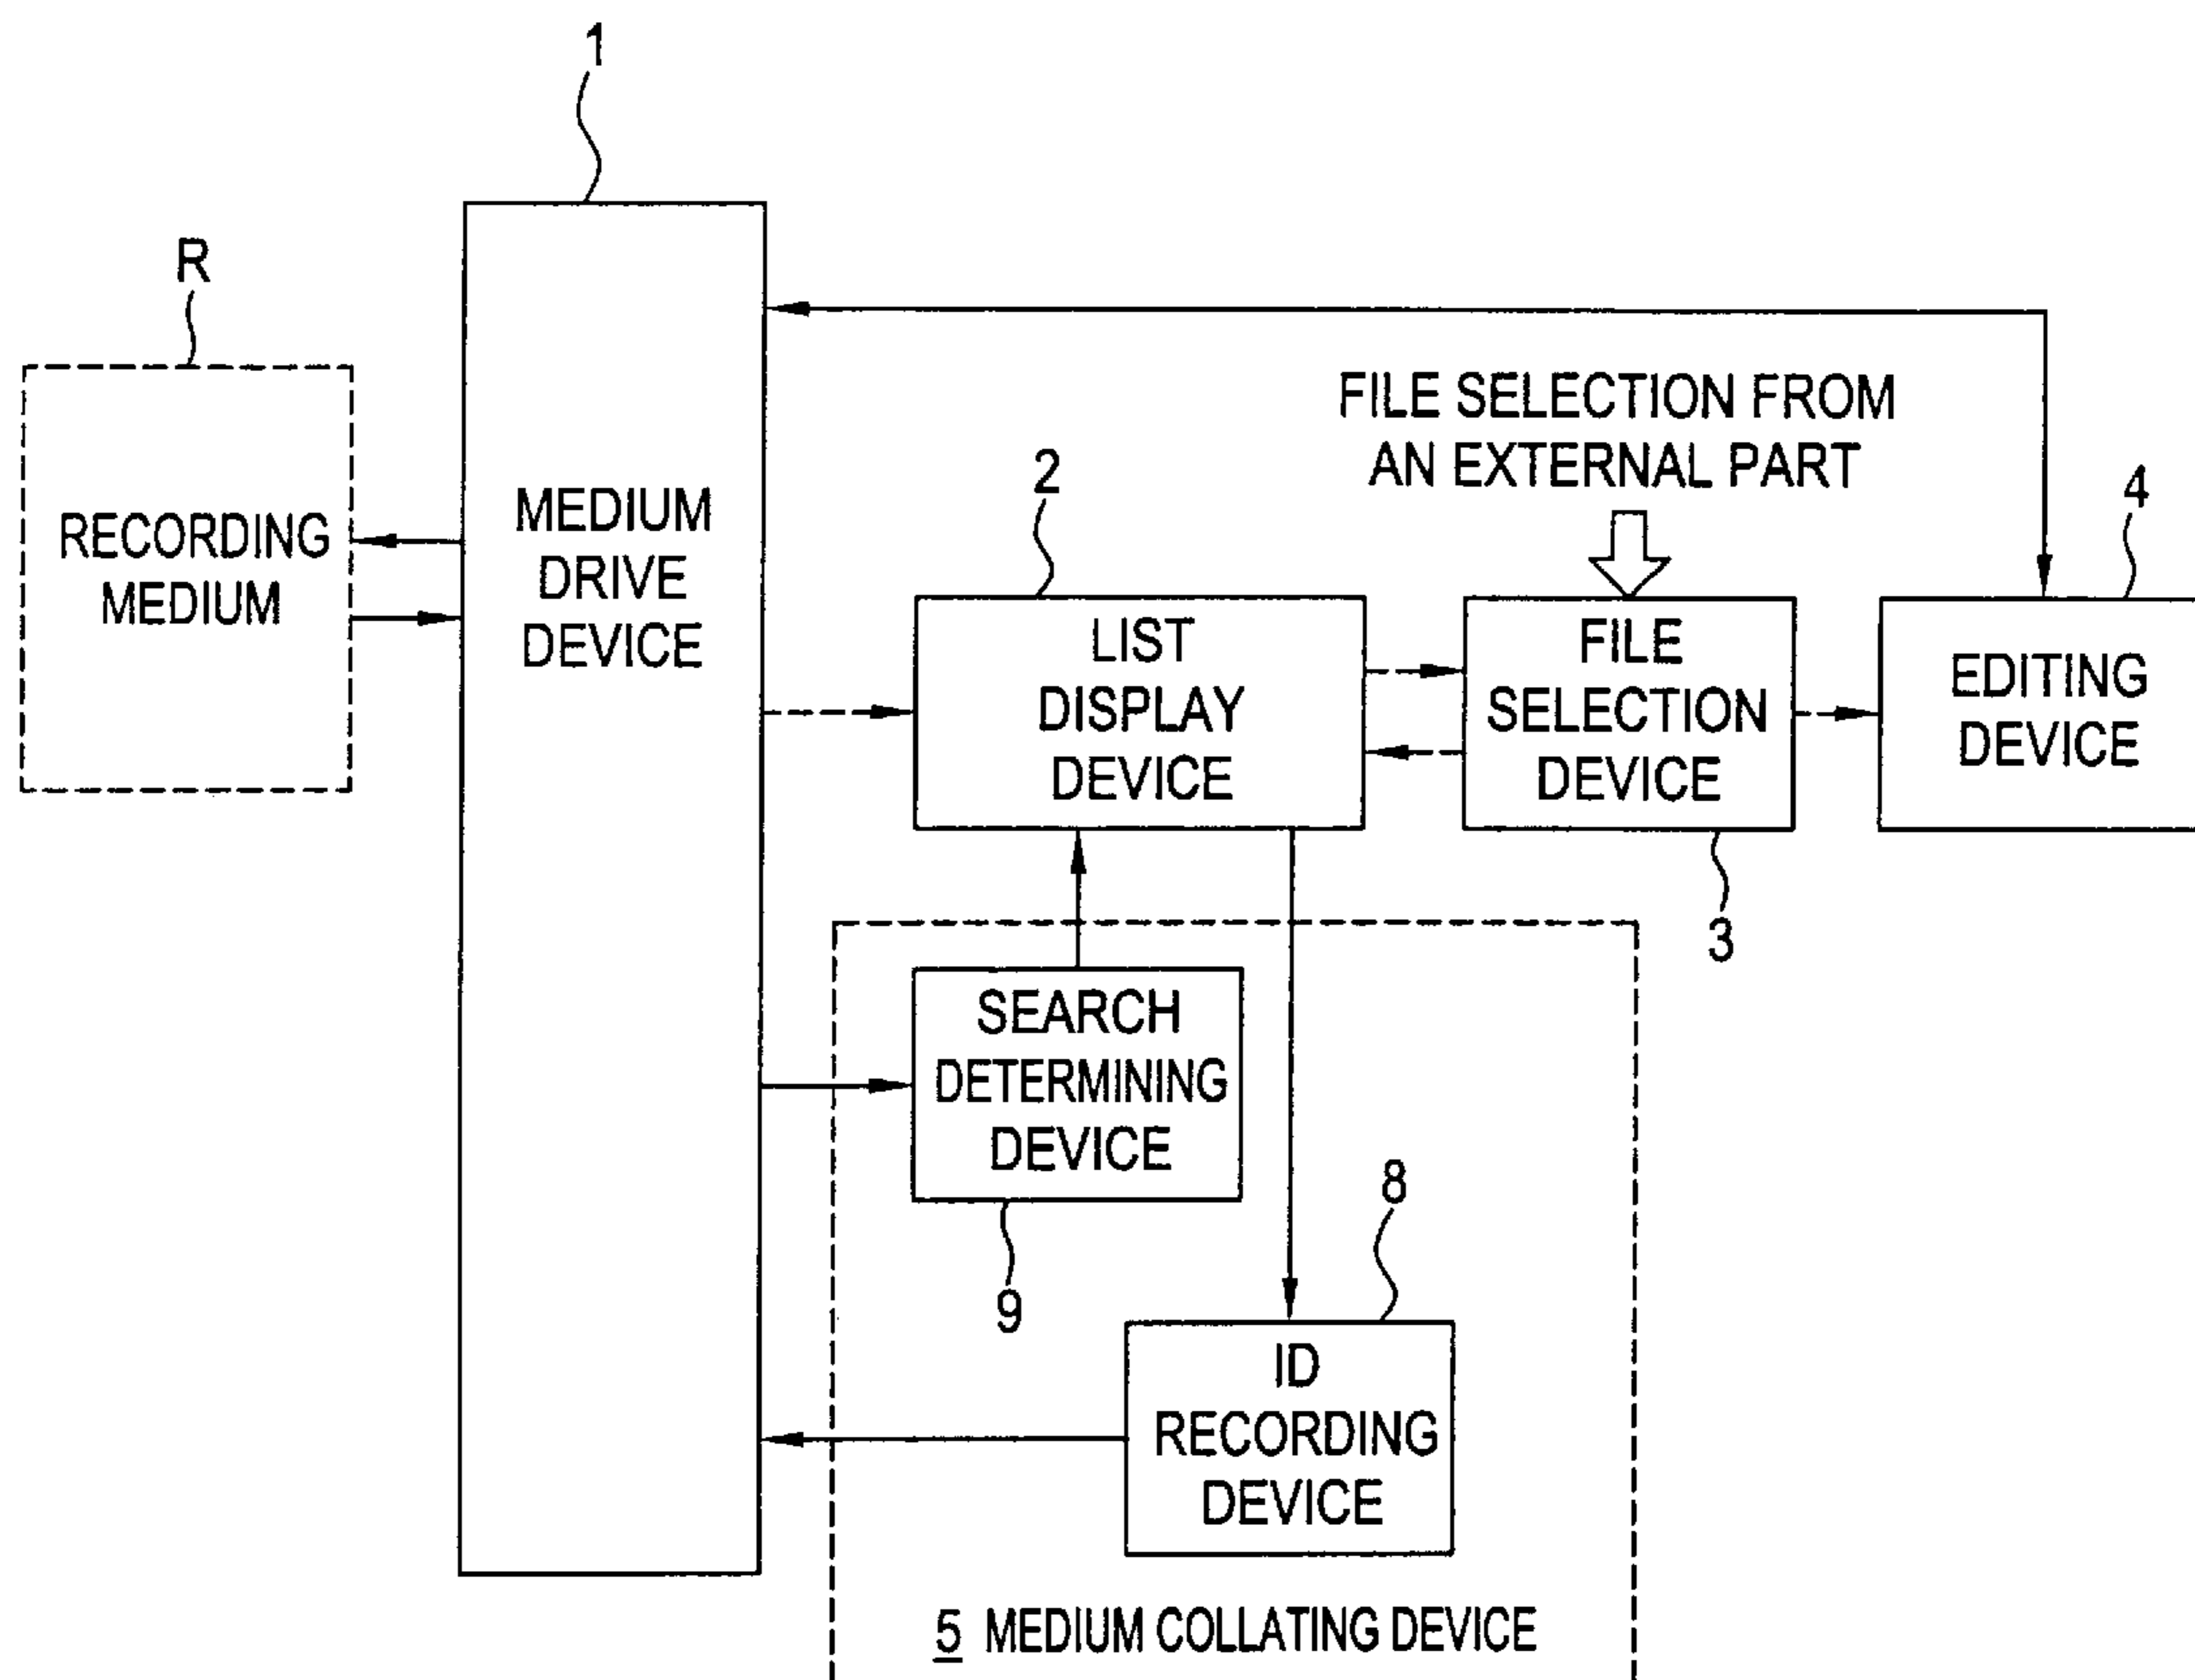 1
R
RECORDING
MEDIUM
MEDIUM
DRIVE
DEVICE
FILE SELECTION FROM
AN EXTERNAL PART
2
LIST
DISPLAY
DEVICE
FILE
SELECTION
DEVICE
3
4
EDITING
DEVICE
SEARCH
DETERMINING
DEVICE
9
8
ID
RECORDING
DEVICE
5 MEDIUM COLLATING DEVICE